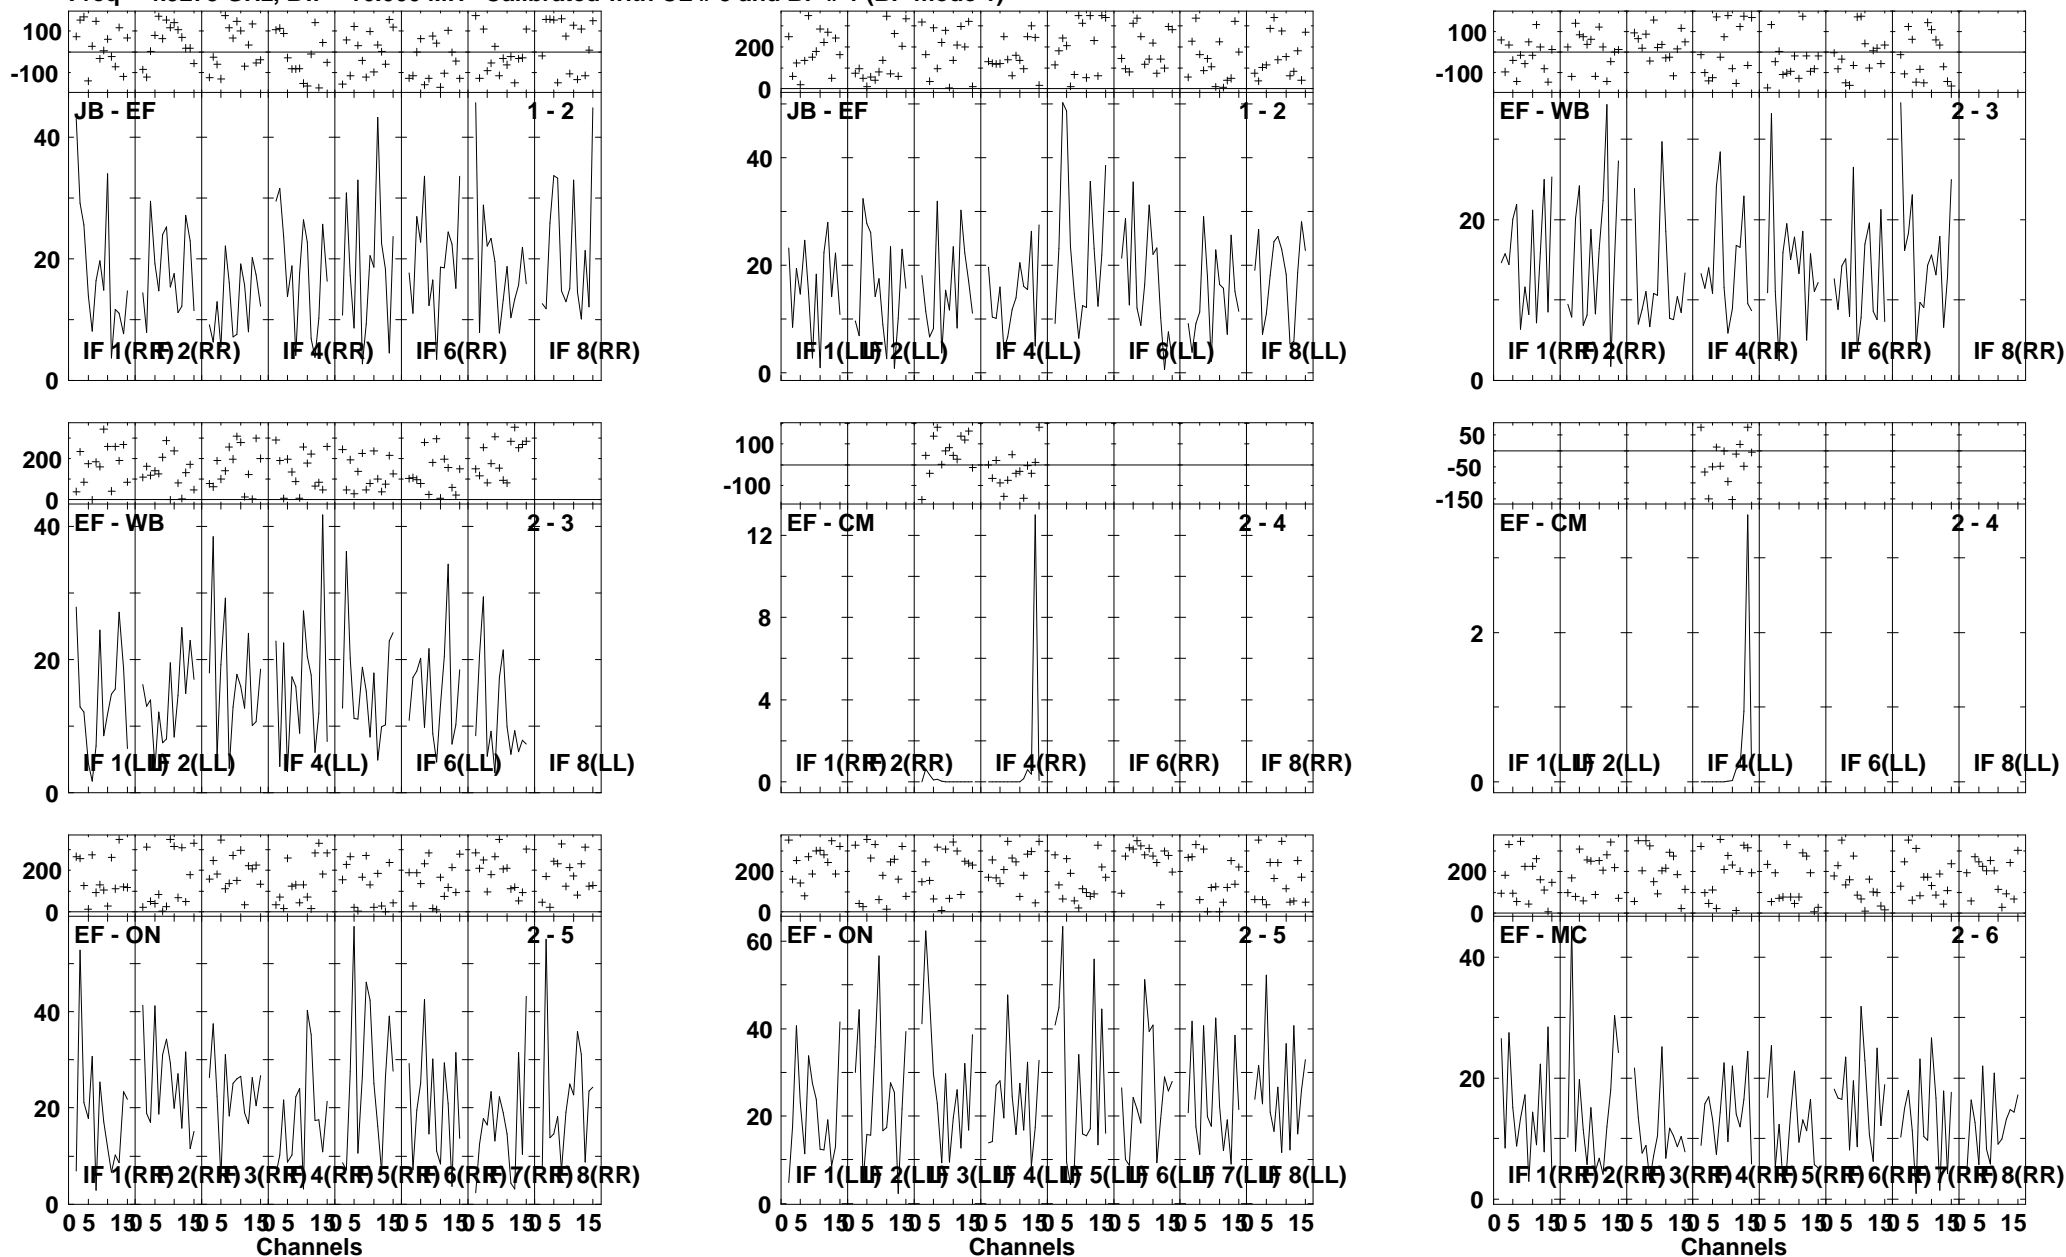 Calibrated with and
100
-100
JB - EF 1 - 2
40
20
0
IF 1(RR) IF 2(RR) IF 4(RR) IF 6(RR) IF 8(RR)
200
0
JB - EF 1 - 2
40
20
0
IF 1(LL) IF 2(LL) IF 4(LL) IF 6(LL) IF 8(LL)
100
-100
EF - WB 2 - 3
20
0
IF 1(RR) IF 2(RR) IF 4(RR) IF 6(RR) IF 8(RR)
200
0
EF - WB 2 - 3
40
20
0
IF 1(LL) IF 2(LL) IF 4(LL) IF 6(LL) IF 8(LL)
100
-100
EF - CM 2 - 4
12
8
4
0
IF 1(RR) IF 2(RR) IF 4(RR) IF 6(RR) IF 8(RR)
50
-50
-150
EF - CM 2 - 4
2
0
IF 1(LL) IF 2(LL) IF 4(LL) IF 6(LL) IF 8(LL)
200
0
EF - ON 2 - 5
40
20
0
IF 1(RR) IF 2(RR) IF 3(RR) IF 4(RR) IF 5(RR) IF 6(RR) IF 7(RR) IF 8(RR)
0 5 15 0 5 15 0 5 15 0 5 15 0 5 15 0 5 15 0 5 15 0 5 15
Channels
200
0
EF - ON 2 - 5
60
40
20
0
IF 1(LL) IF 2(LL) IF 3(LL) IF 4(LL) IF 5(LL) IF 6(LL) IF 7(LL) IF 8(LL)
0 5 15 0 5 15 0 5 15 0 5 15 0 5 15 0 5 15 0 5 15 0 5 15
Channels
200
0
EF - MC 2 - 6
40
20
0
IF 1(RR) IF 2(RR) IF 3(RR) IF 4(RR) IF 5(RR) IF 6(RR) IF 7(RR) IF 8(RR)
0 5 15 0 5 15 0 5 15 0 5 15 0 5 15 0 5 15 0 5 15 0 5 15
Channels